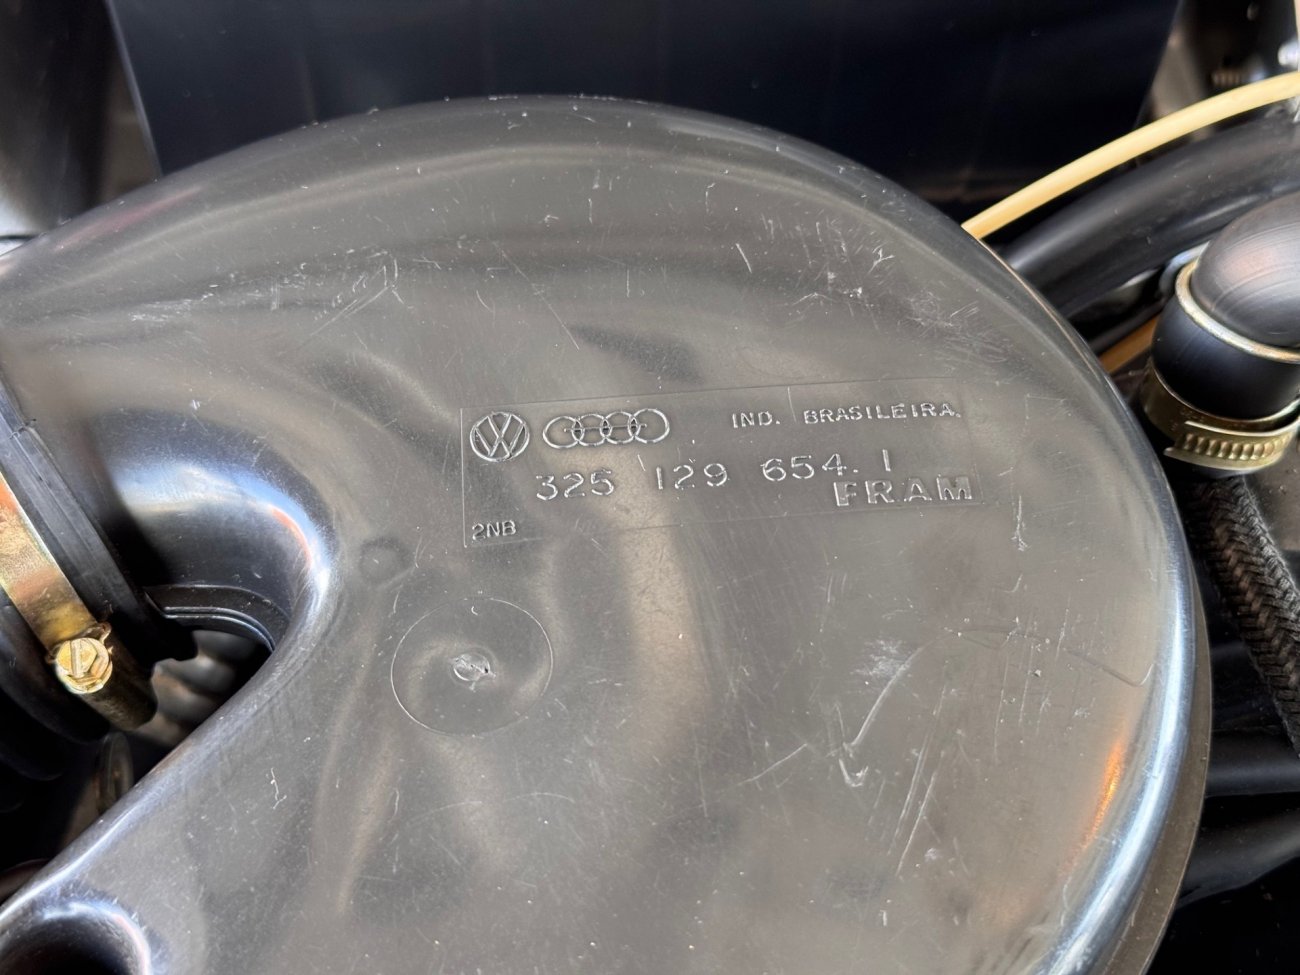 IND. BRASILEIRA.
325 129 654. 1
FRAM
2NB